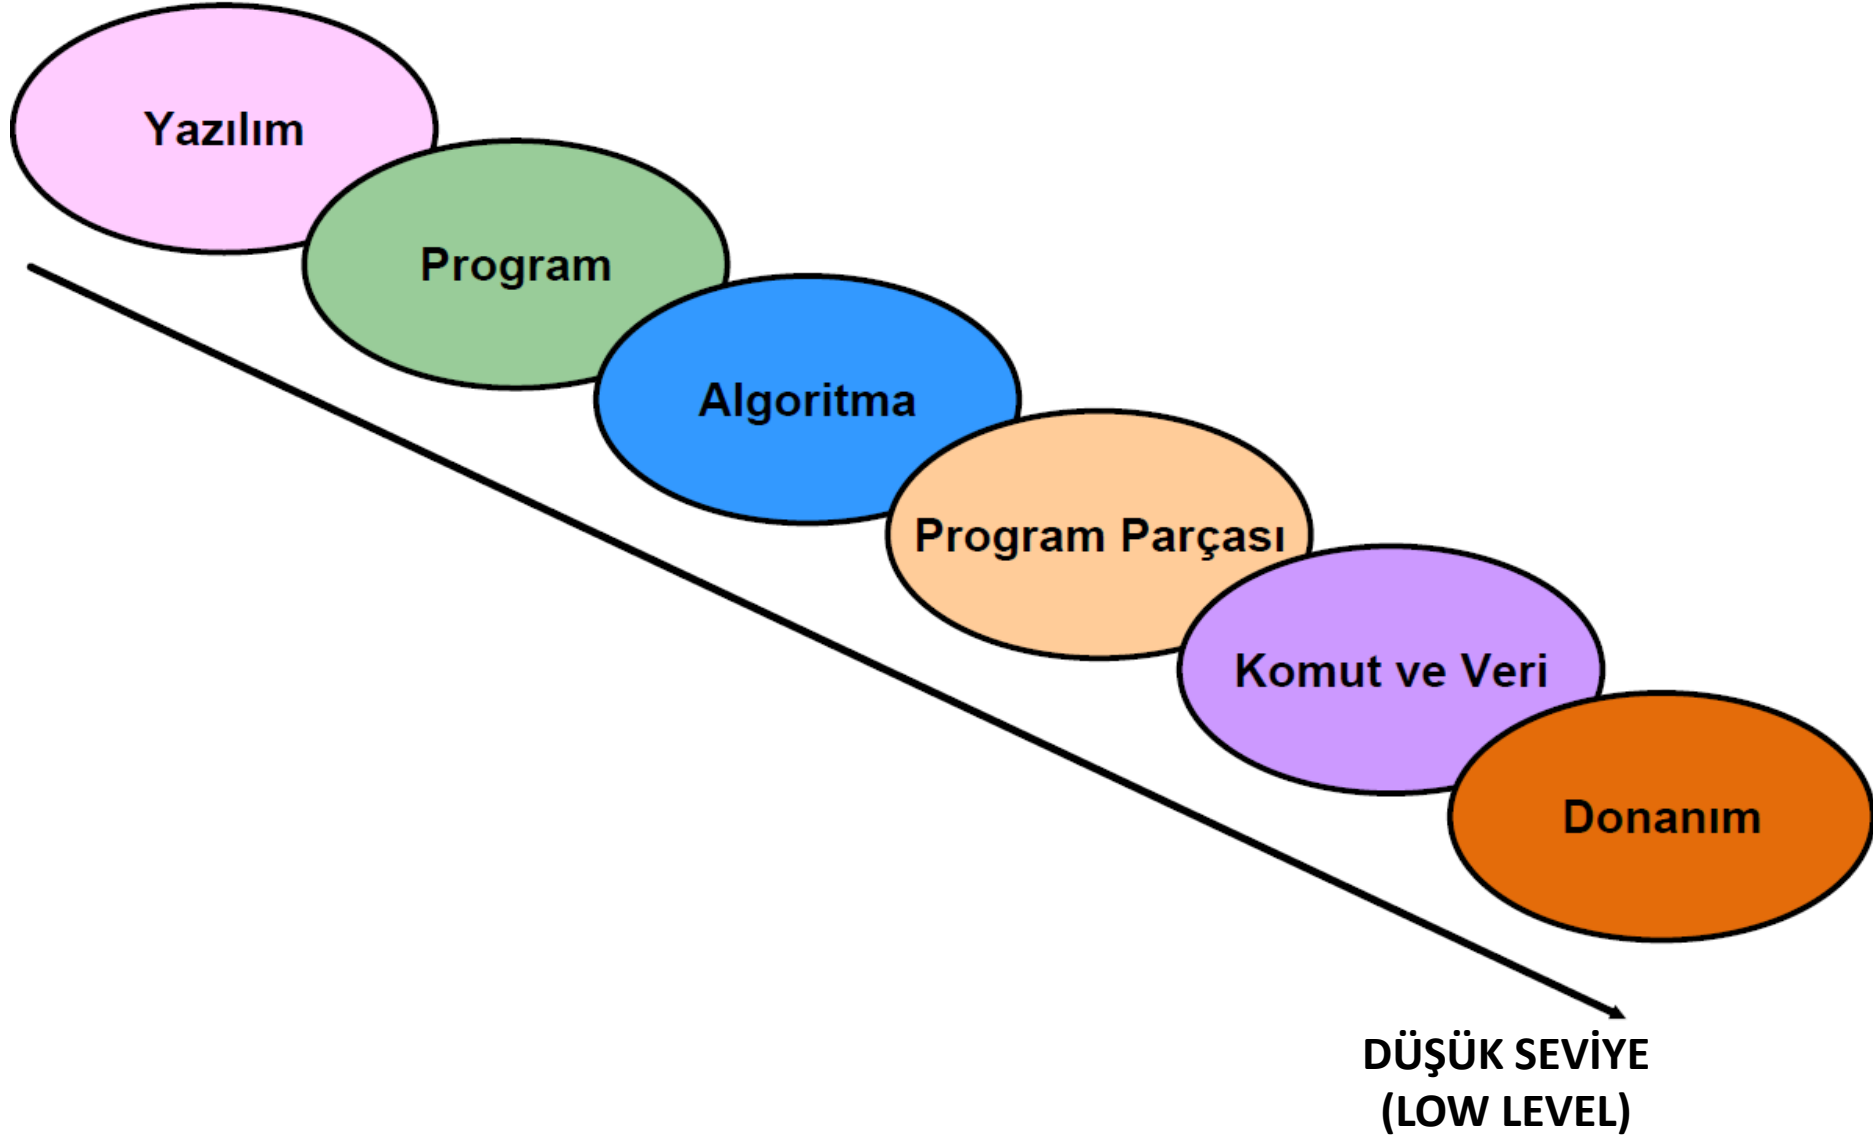 Yazılım
Program
Algoritma
Program Parçası
Komut ve Veri
Donanım
DÜŞÜK SEVİYE
(LOW LEVEL)